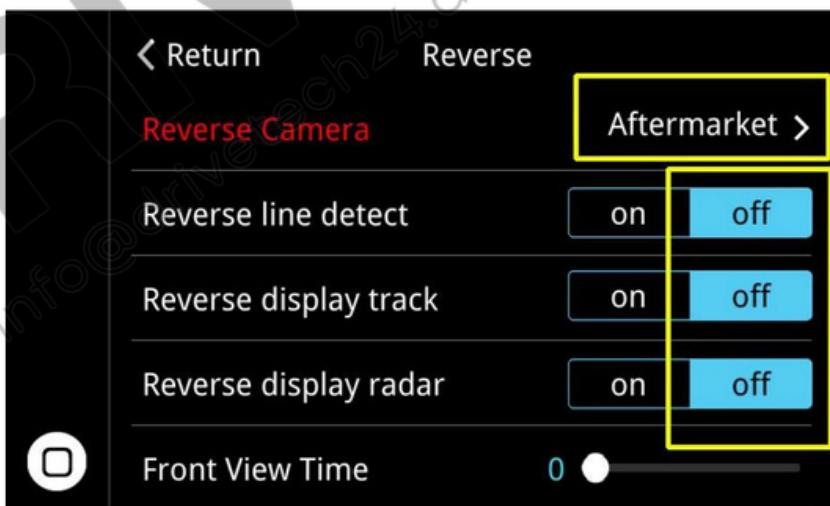 Return Reverse
Reverse Camera Aftermarket
Reverse line detect on off
Reverse display track on off
Reverse display radar on off
Front View Time 0